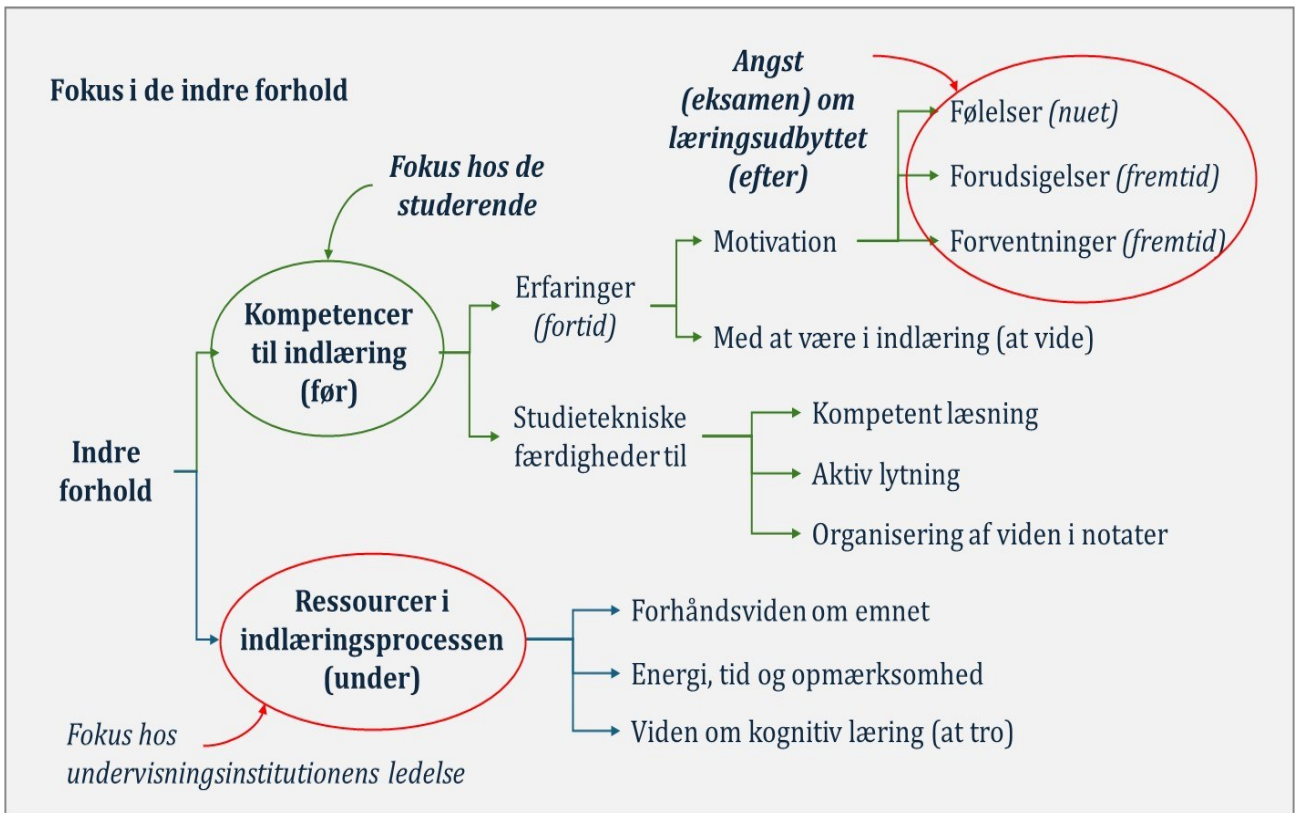 Fokus i de indre forhold
Angst
(eksamen) om
læringsudbyttet
(efter)
Følelser (nuet)
Forudsigelser (fremtid)
Forventninger (fremtid)
Fokus hos de
studerende
Motivation
Erfaringer
(fortid)
Med at være i indlæring (at vide)
Kompetencer
til indlæring
(før)
Studietekniske
færdigheder til
Kompetent læsning
Aktiv lytning
Organisering af viden i notater
Indre
forhold
Ressourcer i
indlæringsprocessen
(under)
Forhåndsviden om emnet
Energi, tid og opmærksomhed
Viden om kognitiv læring (at tro)
Fokus hos
undervisningsinstitutionens ledelse